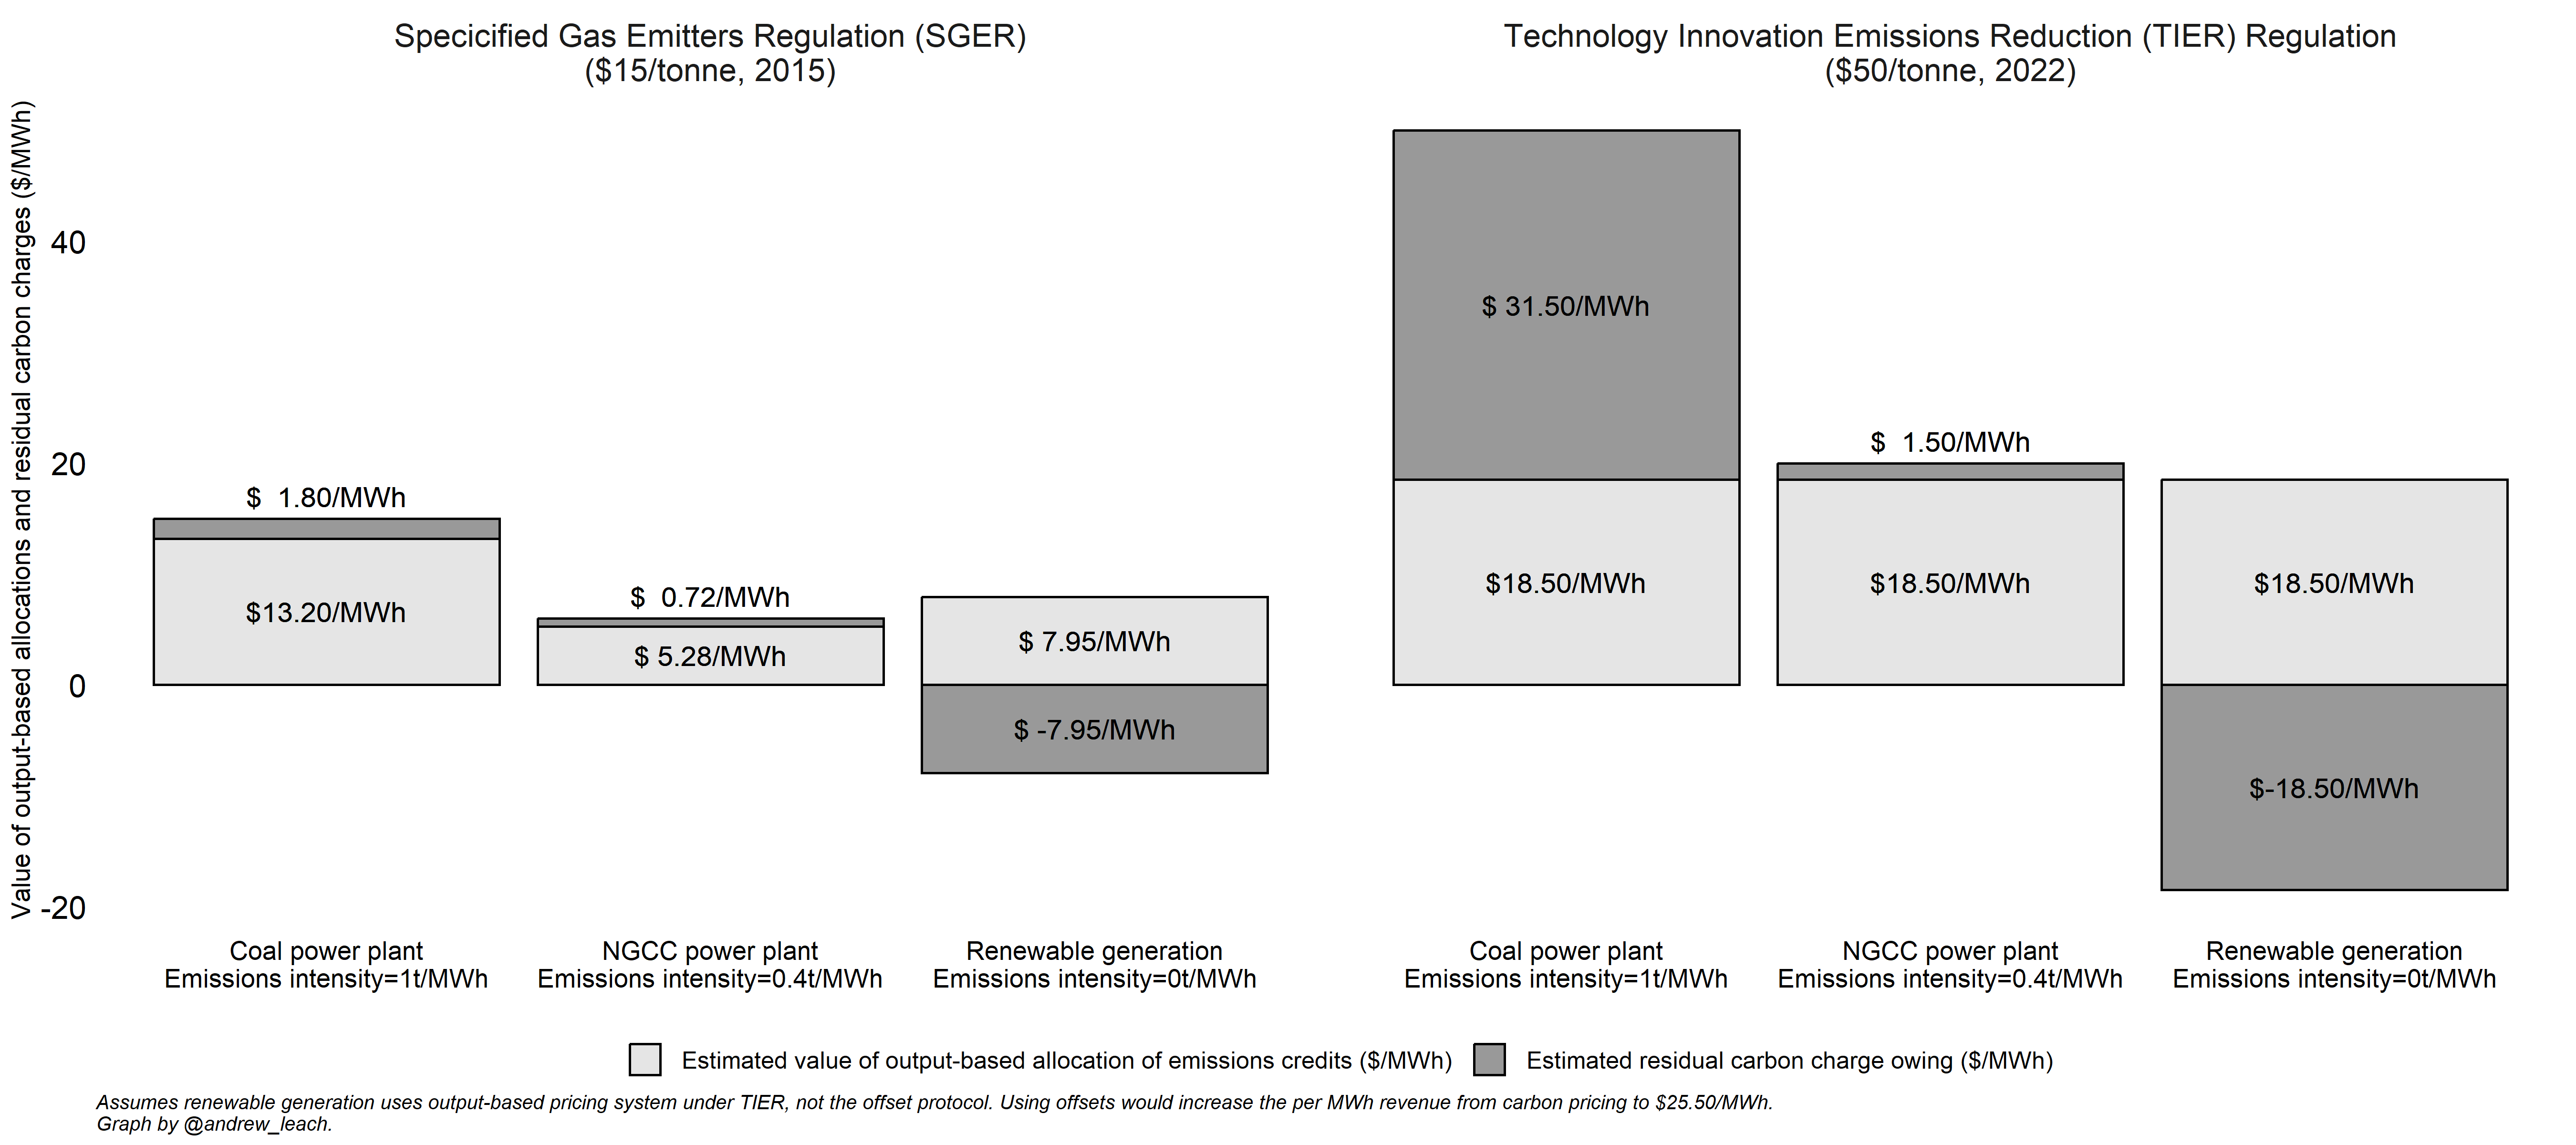 Specicified Gas Emitters Regulation (SGER)
($15/tonne, 2015)
Technology Innovation Emissions Reduction (TIER) Regulation
($50/tonne, 2022)
Value of output-based allocations and residual carbon charges ($/MWh)
40
20
0
-20
$  1.80/MWh
$13.20/MWh
$  0.72/MWh
$ 5.28/MWh
$ 7.95/MWh
$ -7.95/MWh
$ 31.50/MWh
$18.50/MWh
$  1.50/MWh
$18.50/MWh
$18.50/MWh
$-18.50/MWh
Coal power plant
Emissions intensity=1t/MWh
NGCC power plant
Emissions intensity=0.4t/MWh
Renewable generation
Emissions intensity=0t/MWh
Coal power plant
Emissions intensity=1t/MWh
NGCC power plant
Emissions intensity=0.4t/MWh
Renewable generation
Emissions intensity=0t/MWh
Estimated value of output-based allocation of emissions credits ($/MWh)
Estimated residual carbon charge owing ($/MWh)
Assumes renewable generation uses output-based pricing system under TIER, not the offset protocol. Using offsets would increase the per MWh revenue from carbon pricing to $25.50/MWh.
Graph by @andrew_leach.